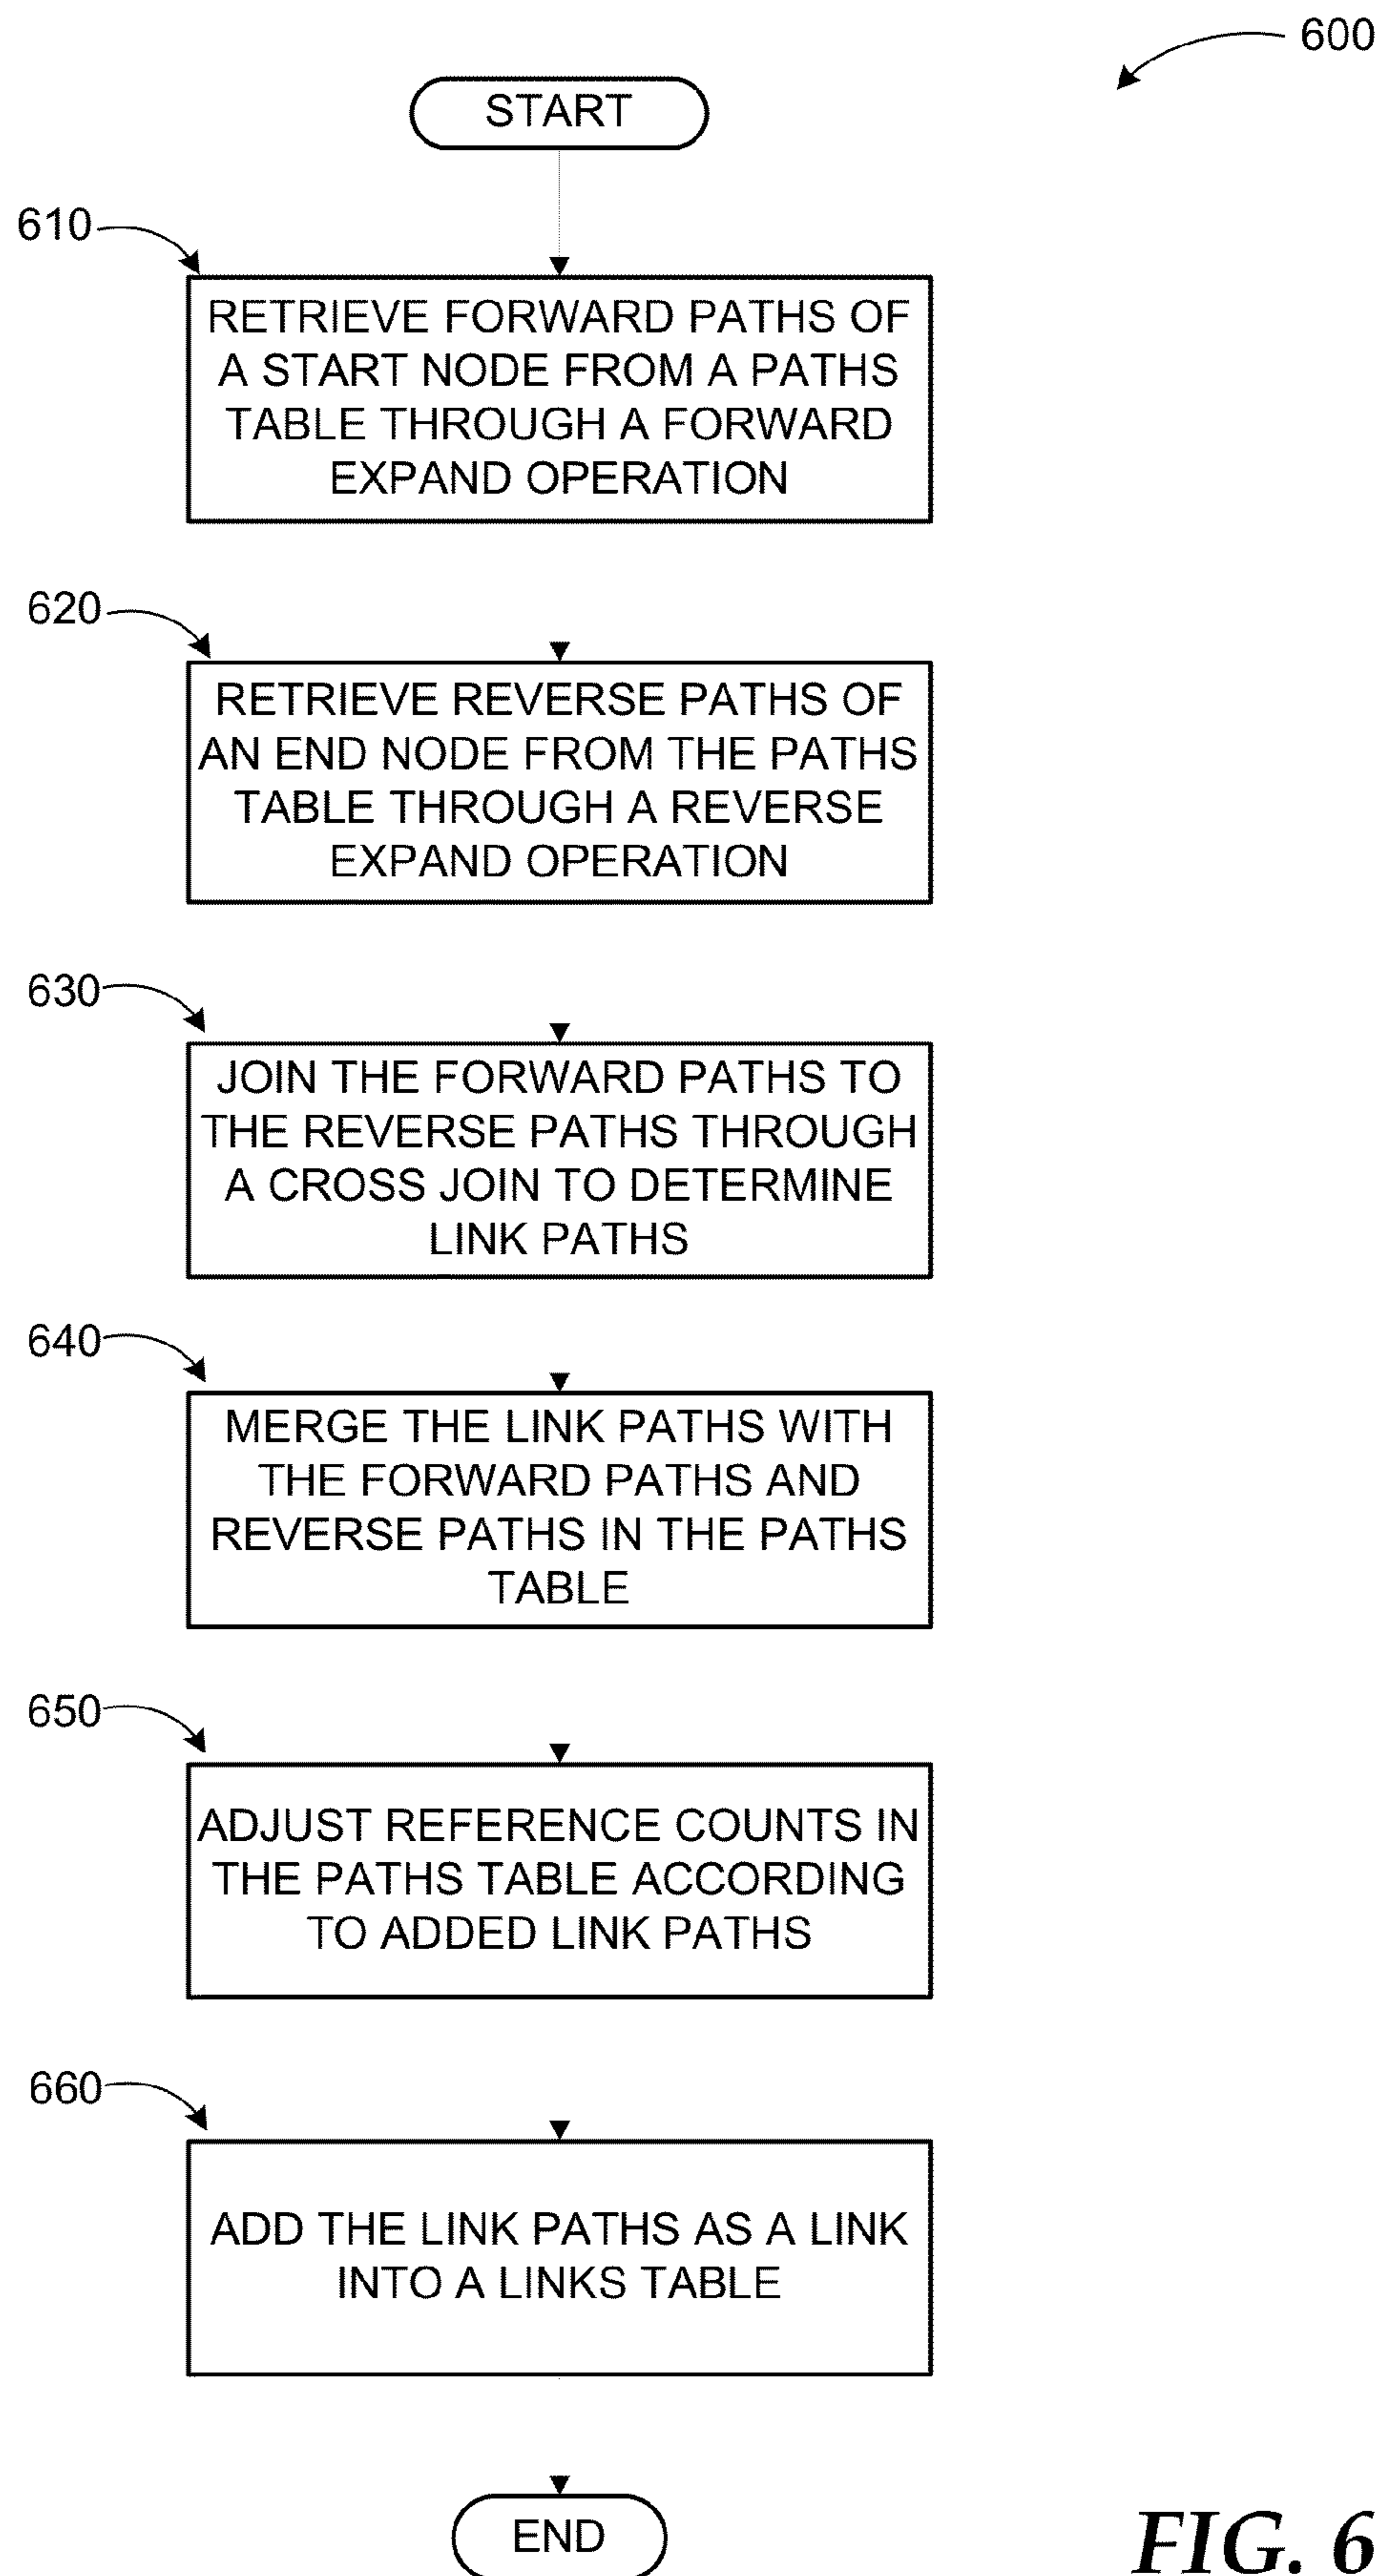 600
START
610
RETRIEVE FORWARD PATHS OF
A START NODE FROM A PATHS
TABLE THROUGH A FORWARD
EXPAND OPERATION
620
RETRIEVE REVERSE PATHS OF
AN END NODE FROM THE PATHS
TABLE THROUGH A REVERSE
EXPAND OPERATION
630
JOIN THE FORWARD PATHS TO
THE REVERSE PATHS THROUGH
A CROSS JOIN TO DETERMINE
LINK PATHS
640
MERGE THE LINK PATHS WITH
THE FORWARD PATHS AND
REVERSE PATHS IN THE PATHS
TABLE
650
ADJUST REFERENCE COUNTS IN
THE PATHS TABLE ACCORDING
TO ADDED LINK PATHS
660
ADD THE LINK PATHS AS A LINK
INTO A LINKS TABLE
END
FIG. 6